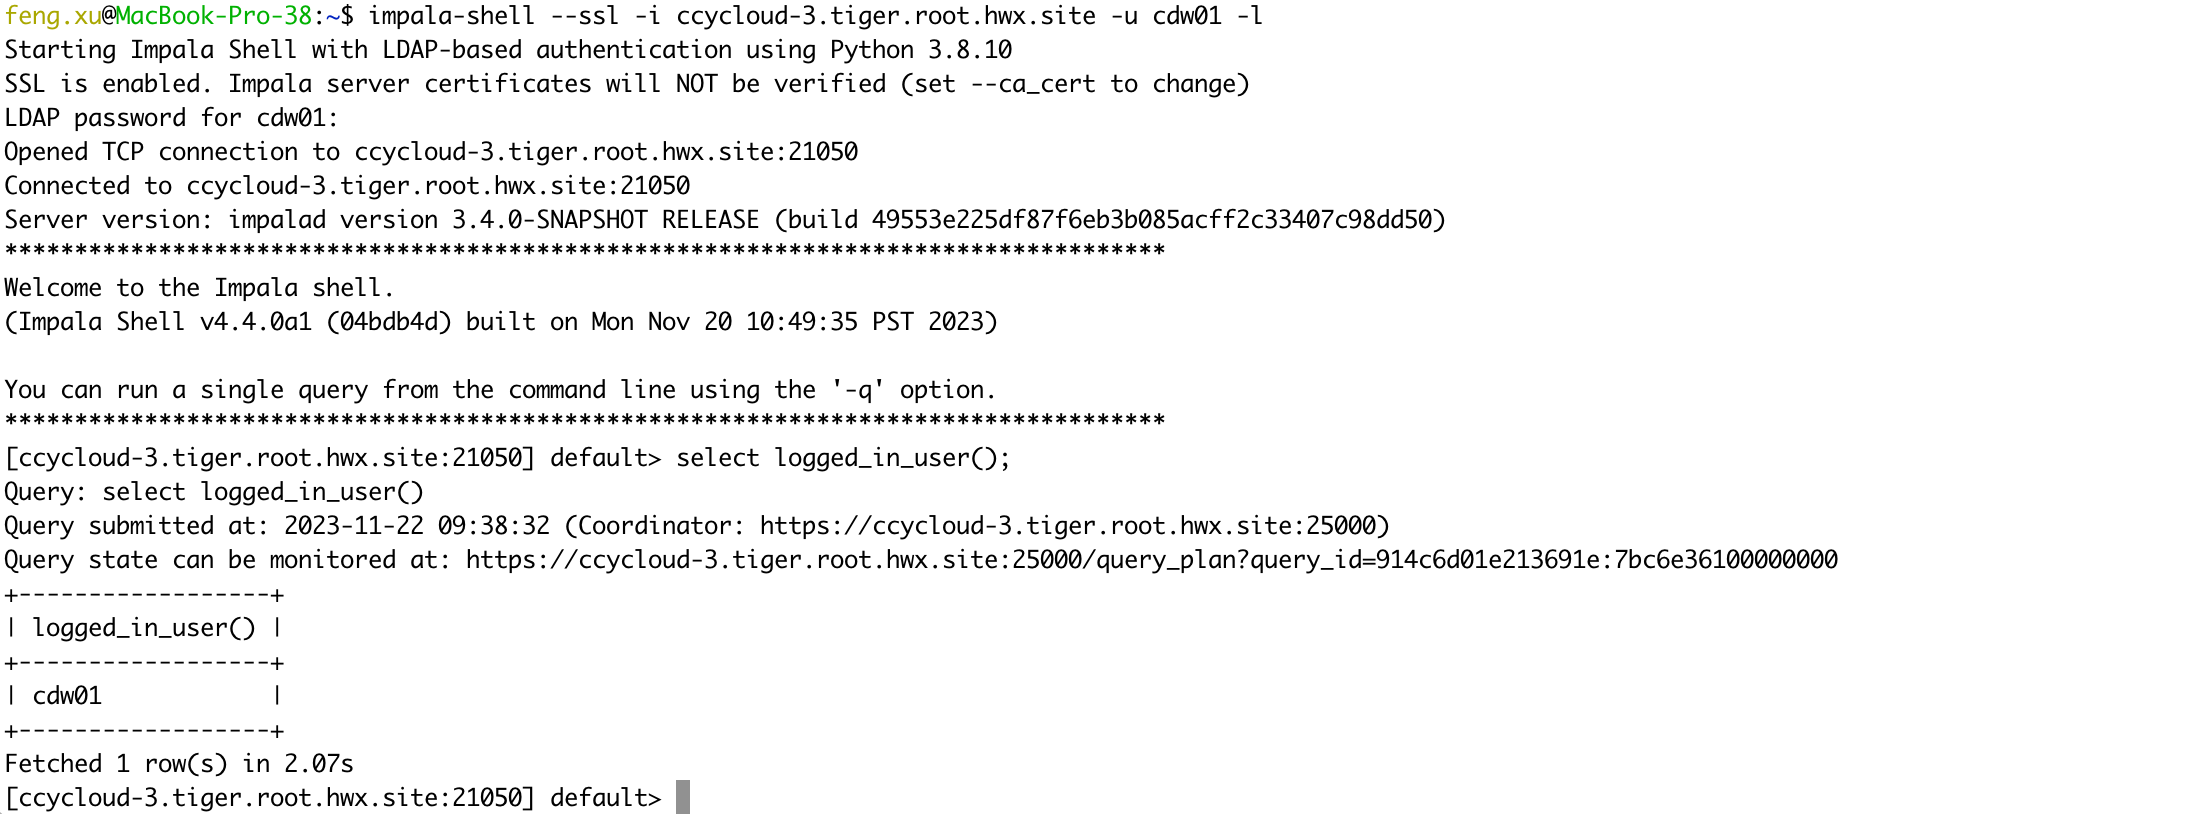 feng.xu@MacBook-Pro-38:~$ impala-shell --ssl -i ccycloud-3.tiger.root.hwx.site -u cdw01 -l
Starting Impala Shell with LDAP-based authentication using Python 3.8.10
SSL is enabled. Impala server certificates will NOT be verified (set --ca_cert to change)
LDAP password for cdw01:
Opened TCP connection to ccycloud-3.tiger.root.hwx.site:21050
Connected to ccycloud-3.tiger.root.hwx.site:21050
Server version: impalad version 3.4.0-SNAPSHOT RELEASE (build 49553e225df87f6eb3b085acff2c33407c98dd50)
***********************************************************************************
Welcome to the Impala shell.
(Impala Shell v4.4.0a1 (04bdb4d) built on Mon Nov 20 10:49:35 PST 2023)

You can run a single query from the command line using the '-q' option.
***********************************************************************************
[ccycloud-3.tiger.root.hwx.site:21050] default> select logged_in_user();
Query: select logged_in_user()
Query submitted at: 2023-11-22 09:38:32 (Coordinator: https://ccycloud-3.tiger.root.hwx.site:25000)
Query state can be monitored at: https://ccycloud-3.tiger.root.hwx.site:25000/query_plan?query_id=914c6d01e213691e:7bc6e36100000000
+------------------+
| logged_in_user() |
+------------------+
| cdw01            |
+------------------+
Fetched 1 row(s) in 2.07s
[ccycloud-3.tiger.root.hwx.site:21050] default>